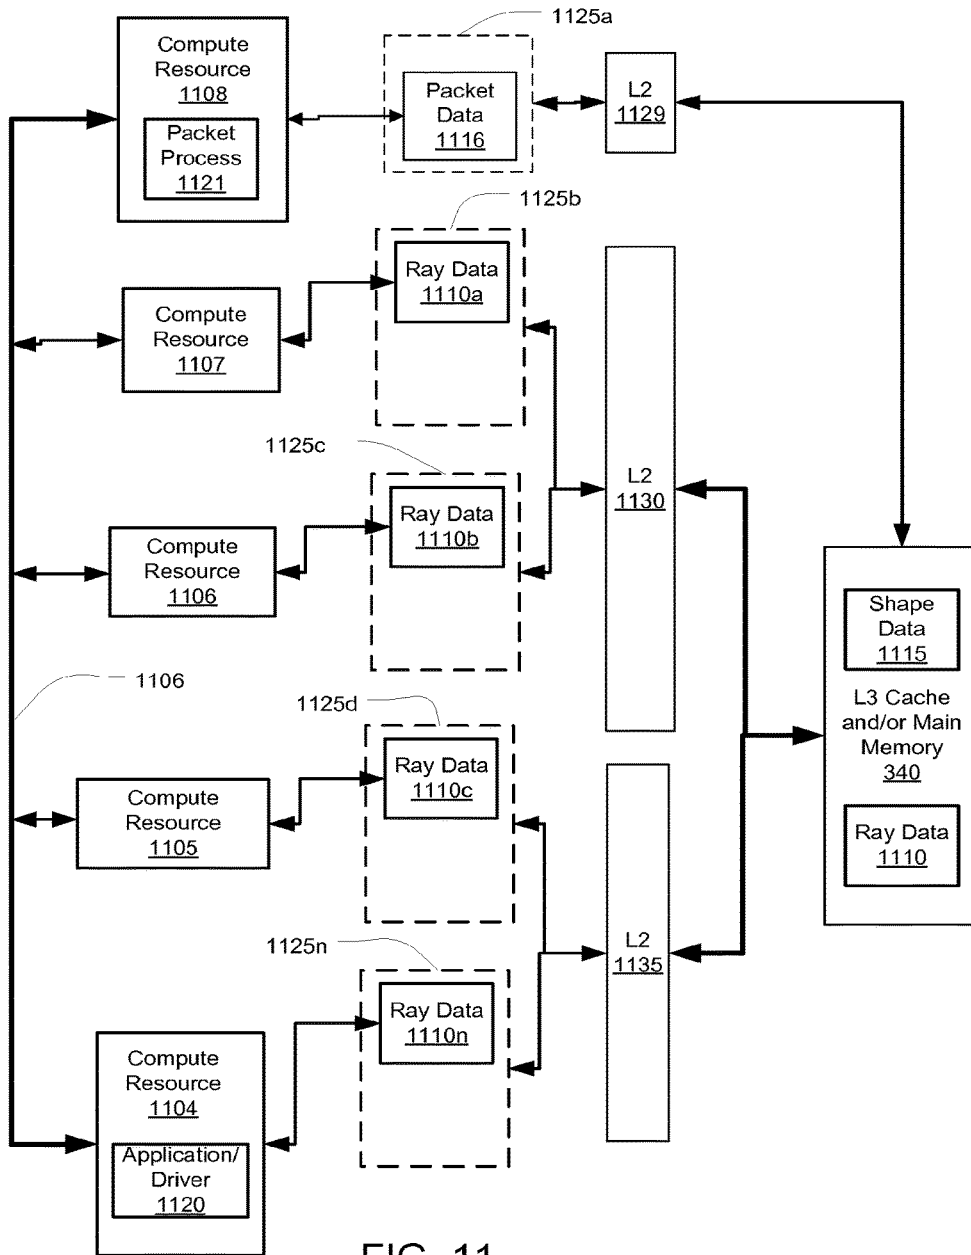 1125a
Compute
Resource
1108
Packet
Process
1121
Packet
Data
1116
L2
1129
1125b
Ray Data
1110a
Compute
Resource
1107
1125c
L2
1130
Ray Data
1110b
Compute
Resource
1106
Shape
Data
1115
L3 Cache
and/or Main
Memory
340
Ray Data
1110
1106
1125d
Ray Data
1110c
Compute
Resource
1105
1125n
L2
1135
Ray Data
1110n
Compute
Resource
1104
Application/
Driver
1120
FIG. 11